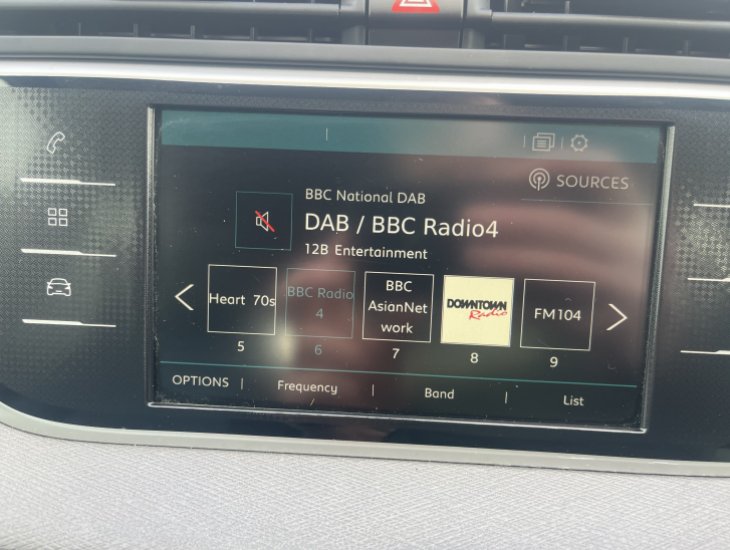 SOURCES
BBC National DAB
DAB / BBC Radio4
12B Entertainment
Heart 70s
5
BBC Radio
4
6
BBC
AsianNet
work
7
DOWNTOWN
Radio
8
FM104
9
OPTIONS
Frequency
Band
List